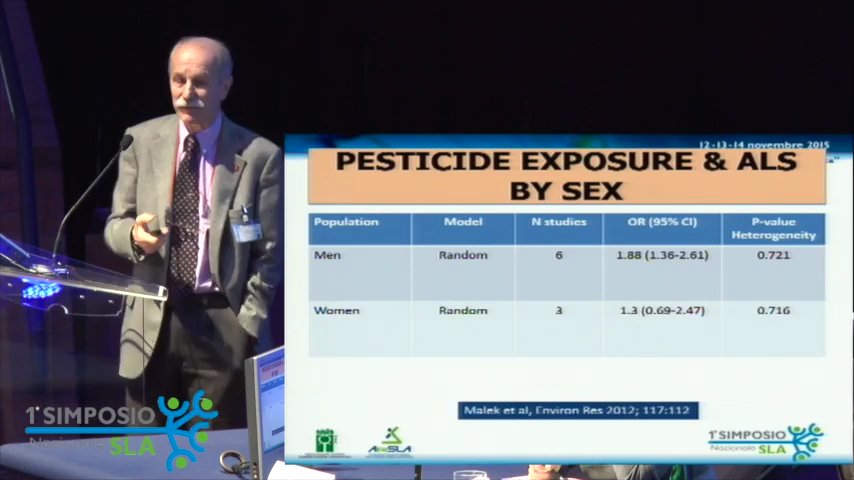 12-13-14 novembre 2015
PESTICIDE EXPOSURE & ALS
BY SEX
Population Model N studies OR (95% CI) P-value Heterogeneity
Men Random 6 1.88 (1.36-2.61) 0.721
Women Random 3 1.3 (0.69-2.47) 0.716
Malek et al, Environ Res 2012; 117:112
1° SIMPOSIO
Nazionale SLA
1° SIMPOSIO
SLA